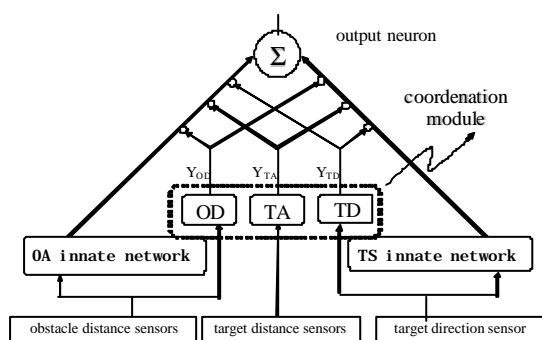 output neuron
Σ
coordenation
module
Y_OD Y_TA Y_TD
OD TA TD
OA innate network TS innate network
obstacle distance sensors target distance sensors target direction sensor